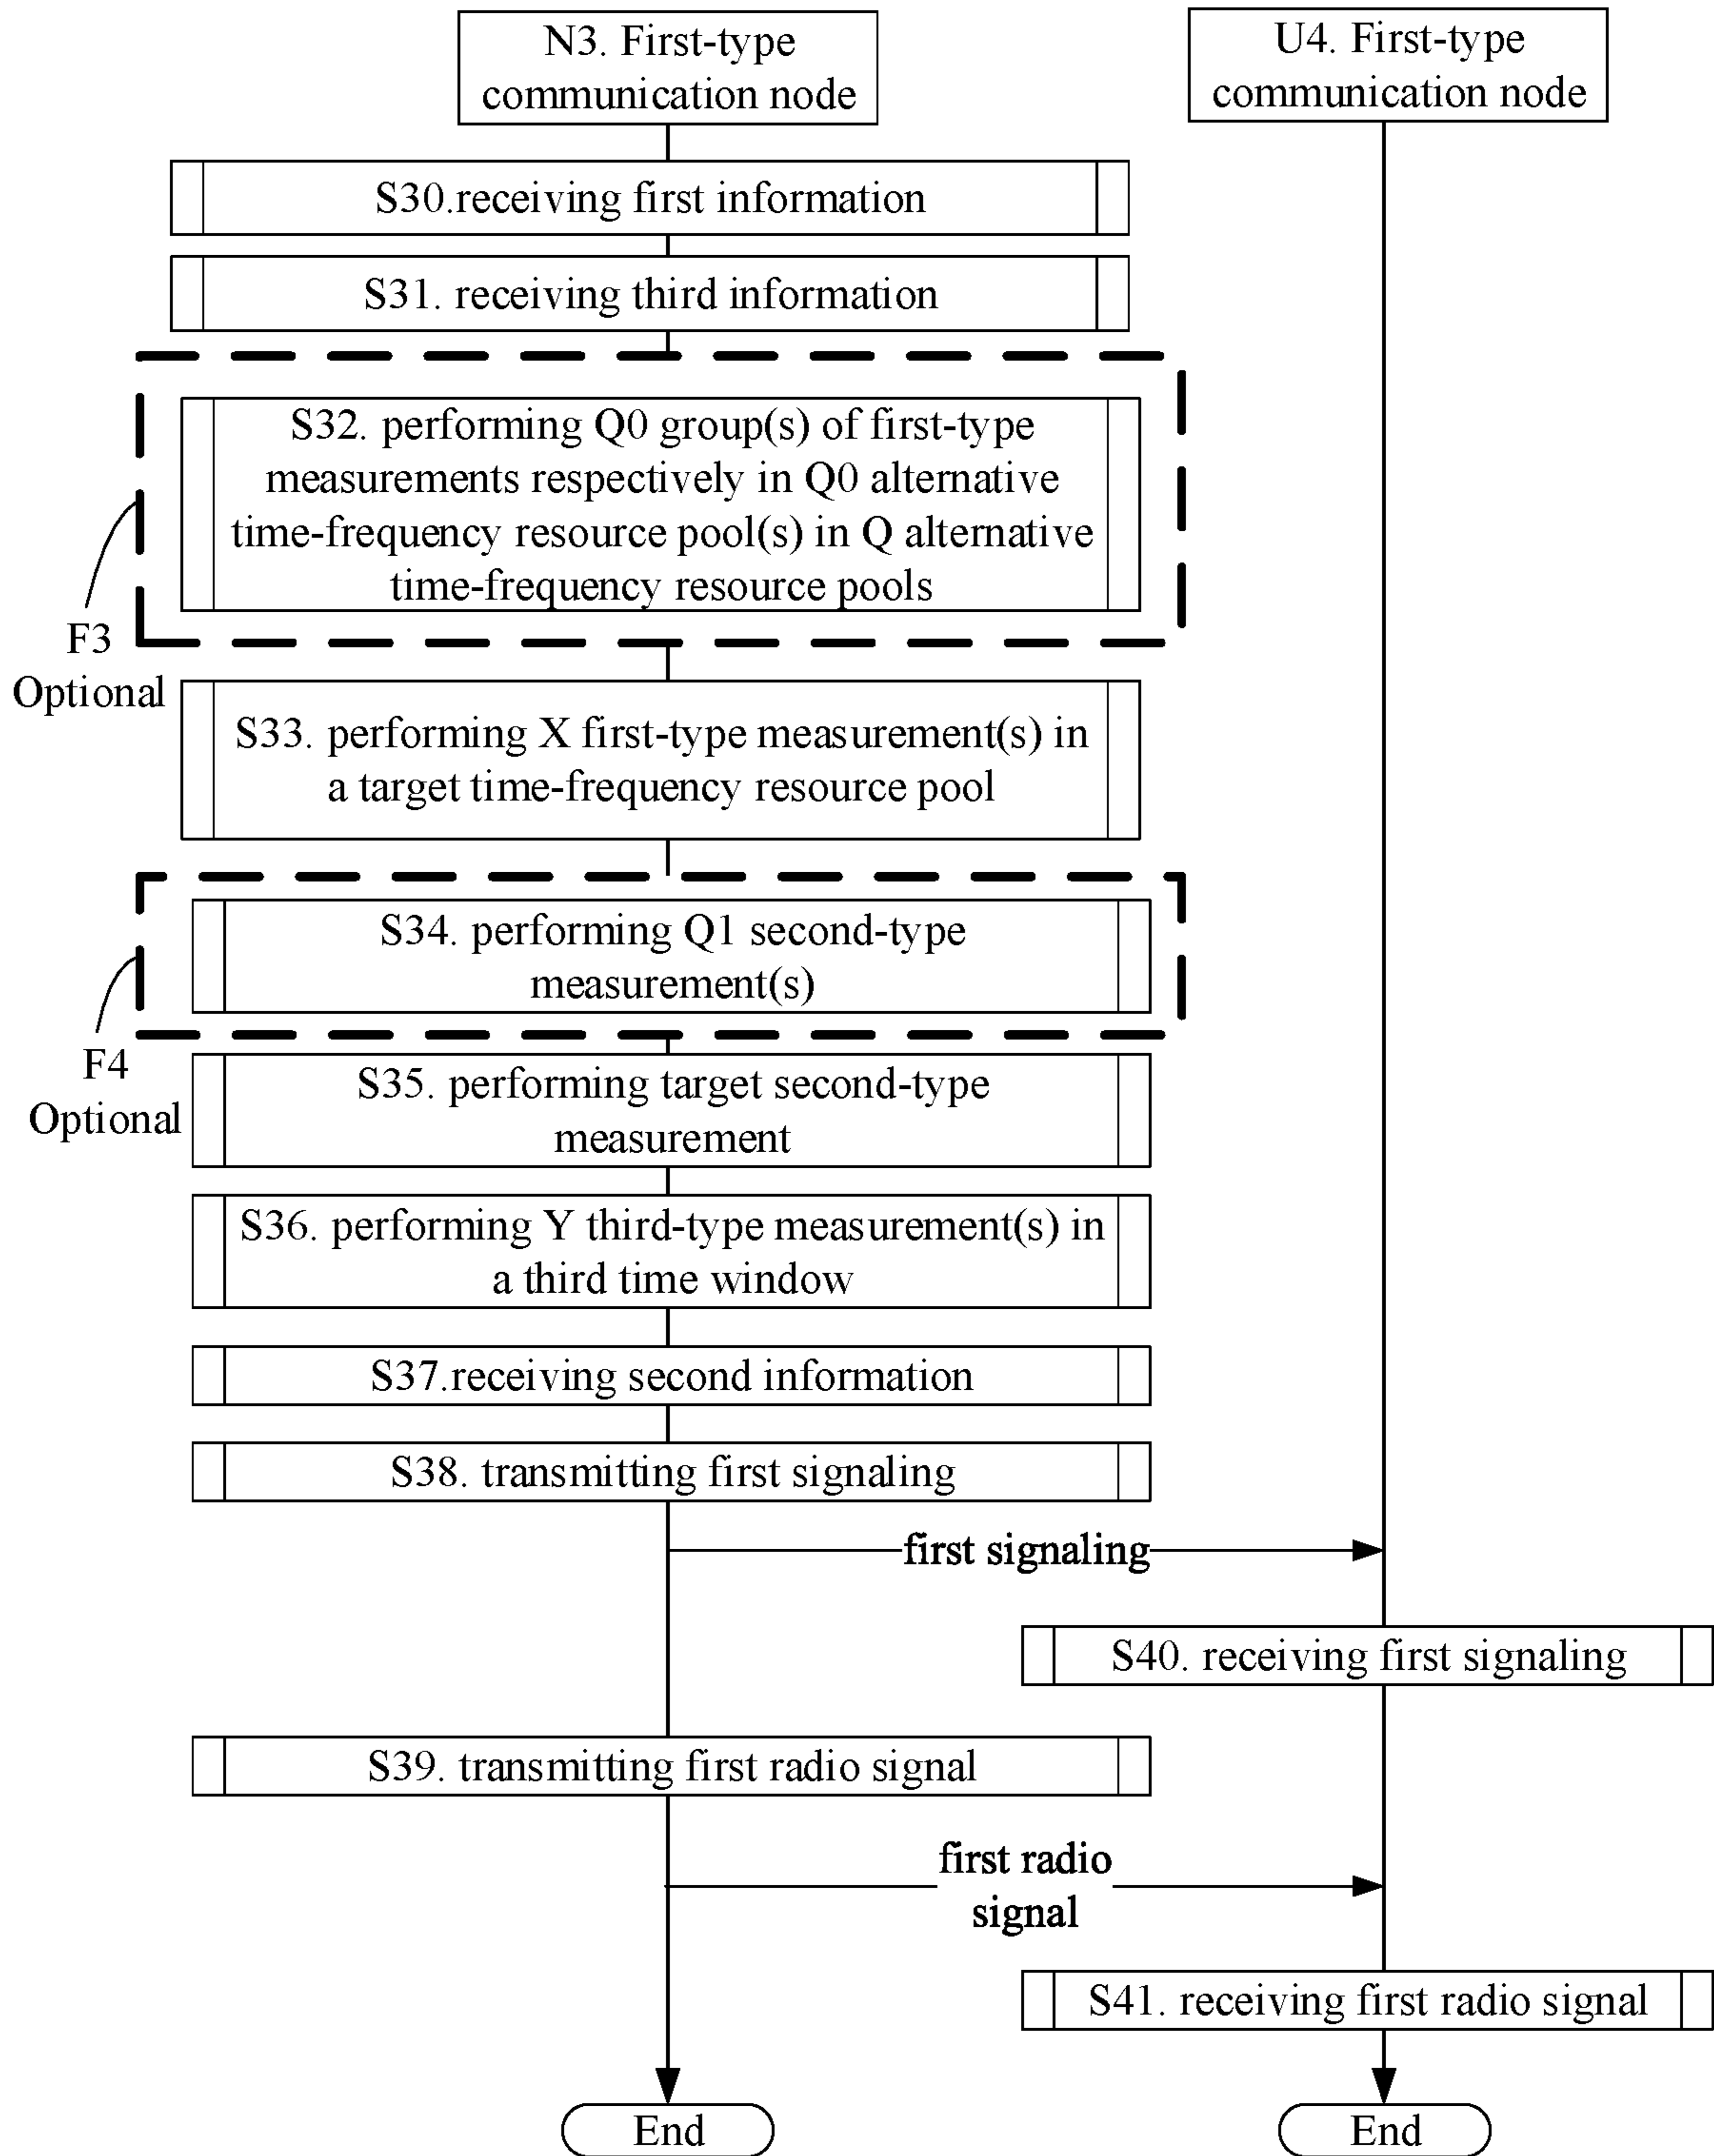 N3. First-type
communication node
U4. First-type
communication node
S30.receiving first information
S31. receiving third information
S32. performing Q0 group(s) of first-type
measurements respectively in Q0 alternative
time-frequency resource pool(s) in Q alternative
time-frequency resource pools
F3
Optional
S33. performing X first-type measurement(s) in
a target time-frequency resource pool
S34. performing Q1 second-type
measurement(s)
F4
Optional
S35. performing target second-type
measurement
S36. performing Y third-type measurement(s) in
a third time window
S37.receiving second information
S38. transmitting first signaling
first signaling
S40. receiving first signaling
S39. transmitting first radio signal
first radio
signal
S41. receiving first radio signal
End
End